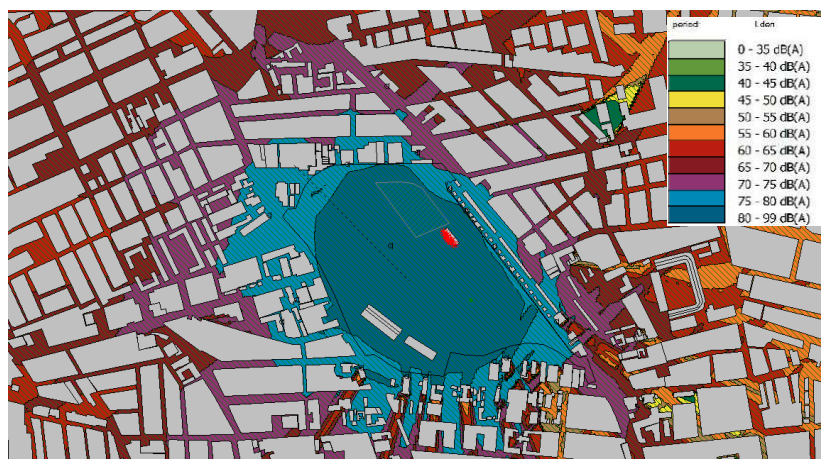 period: Lden
0 - 35 dB(A)
35 - 40 dB(A)
40 - 45 dB(A)
45 - 50 dB(A)
50 - 55 dB(A)
55 - 60 dB(A)
60 - 65 dB(A)
65 - 70 dB(A)
70 - 75 dB(A)
75 - 80 dB(A)
80 - 99 dB(A)